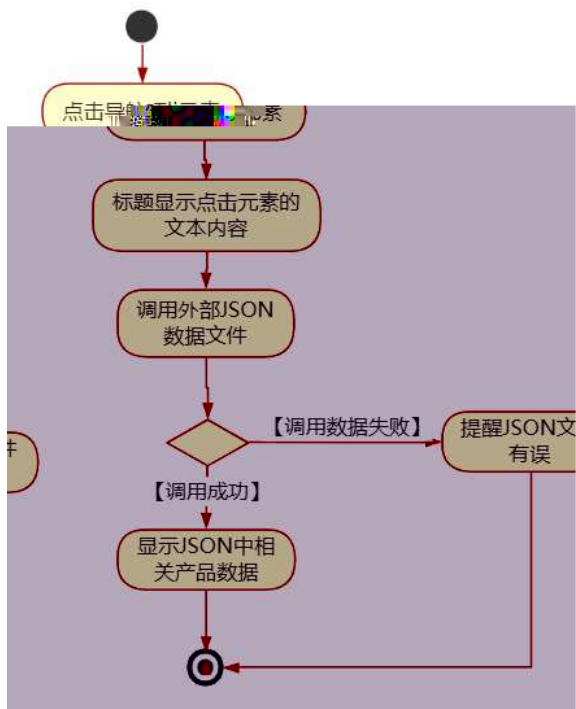 点击导航
素
标题显示点击元素的
文本内容
调用外部JSON
数据文件
【调用数据失败】
提醒JSON文
有误
件
【调用成功】
显示JSON中相
关产品数据